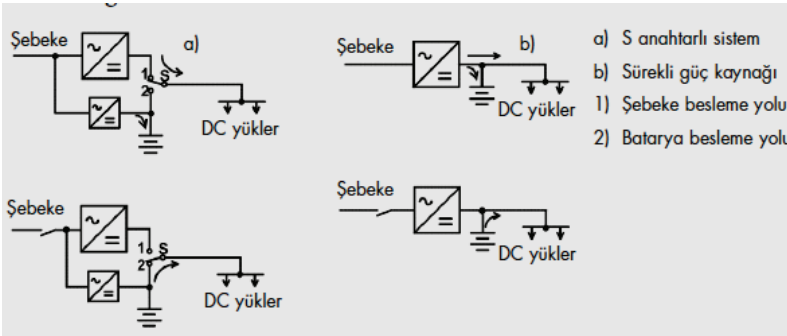 Şebeke
a)
1
S
2
DC yükler
Şebeke
b)
DC yükler
a) S anahtarlı sistem
b) Sürekli güç kaynağı
1) Şebeke besleme yolu
2) Batarya besleme yolu
Şebeke
1
S
2
DC yükler
Şebeke
DC yükler